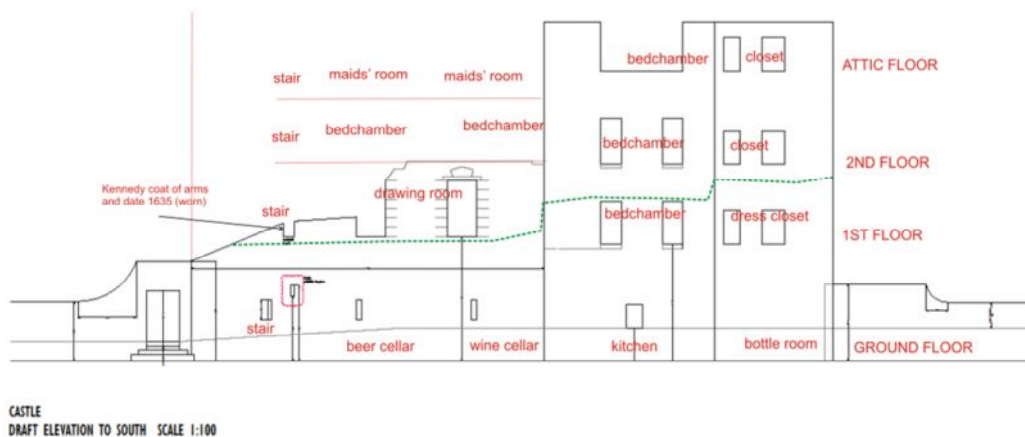 bedchamber closet
ATTIC FLOOR
stair maids' room maids' room
stair bedchamber bedchamber
bedchamber closet
2ND FLOOR
Kennedy coat of arms
and date 1635 (worn)
drawing room
stair
bedchamber dress closet
1ST FLOOR
stair
beer cellar wine cellar kitchen bottle room GROUND FLOOR
CASTLE
DRAFT ELEVATION TO SOUTH SCALE 1:100